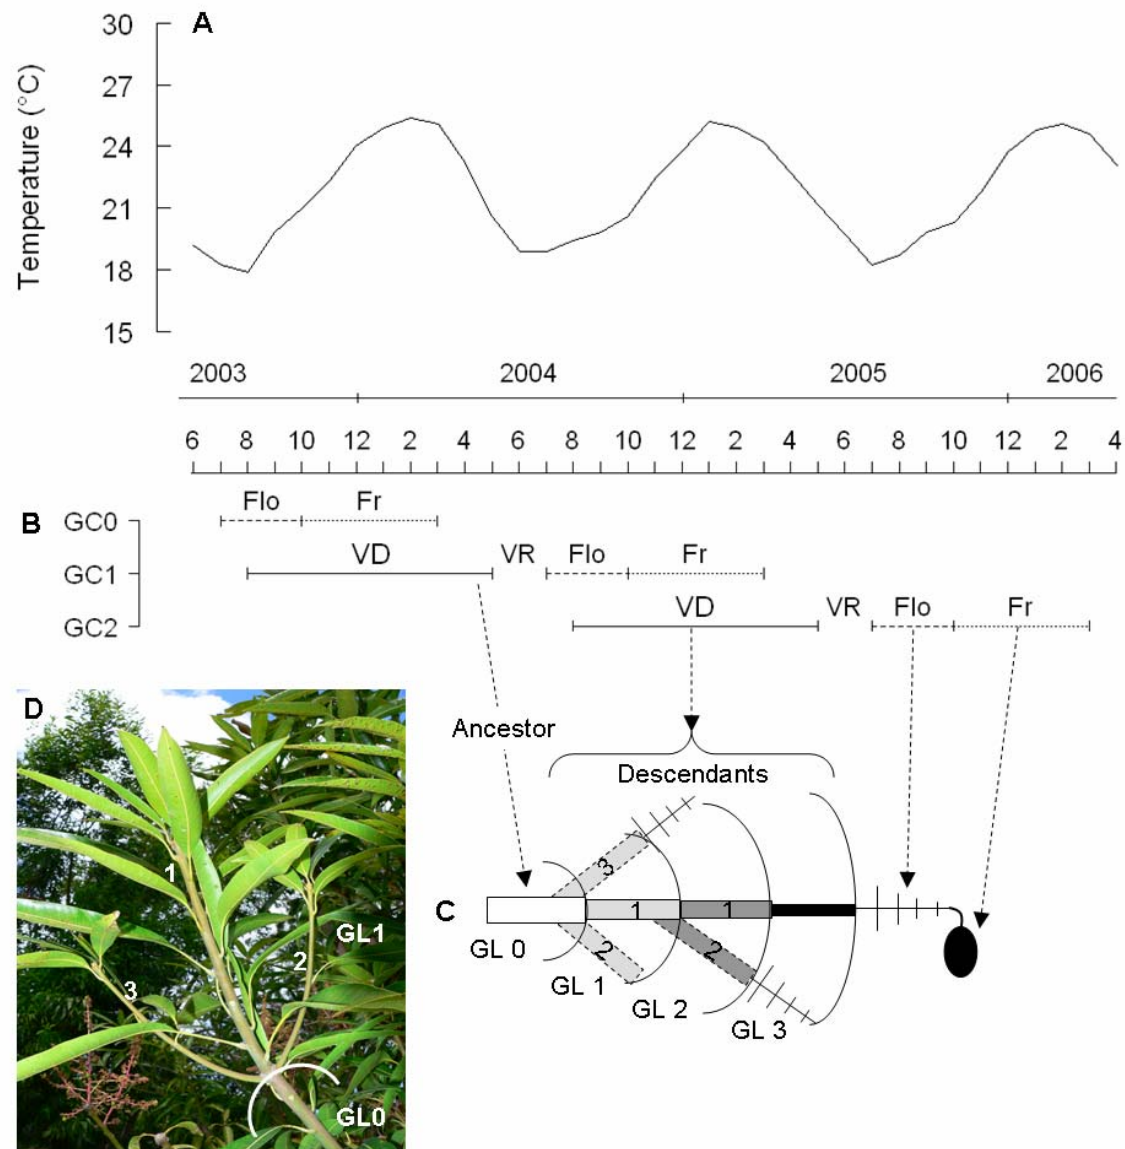 A
30
27
24
21
18
15
Temperature (°C)
2003 2004 2005 2006
6 8 10 12 2 4 6 8 10 12 2 4 6 8 10 12 2 4
B
Flo Fr
GC0
VD VR Flo Fr
GC1
VD VR Flo Fr
GC2
D
Ancestor
Descendants
C
3
1 1
2 2
GL 0
GL 1
GL 2
GL 3
1
GL1
2
3
GL0